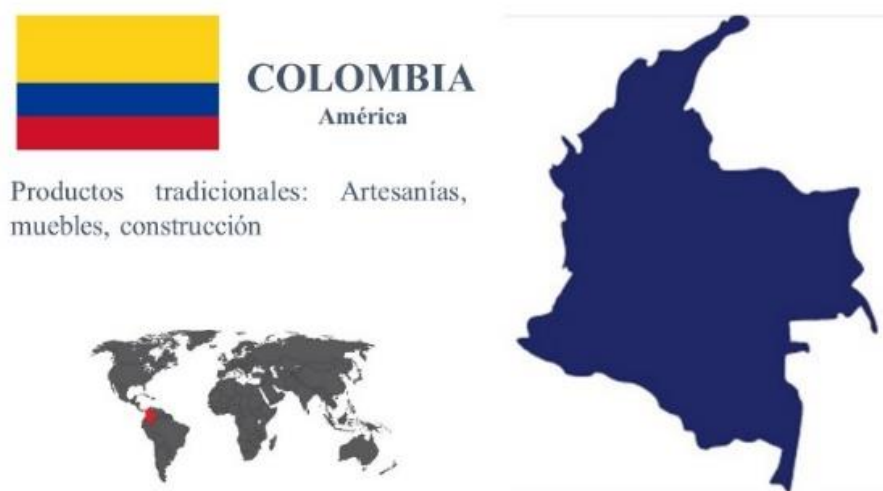 COLOMBIA
América
Productos tradicionales: Artesanías,
muebles, construcción